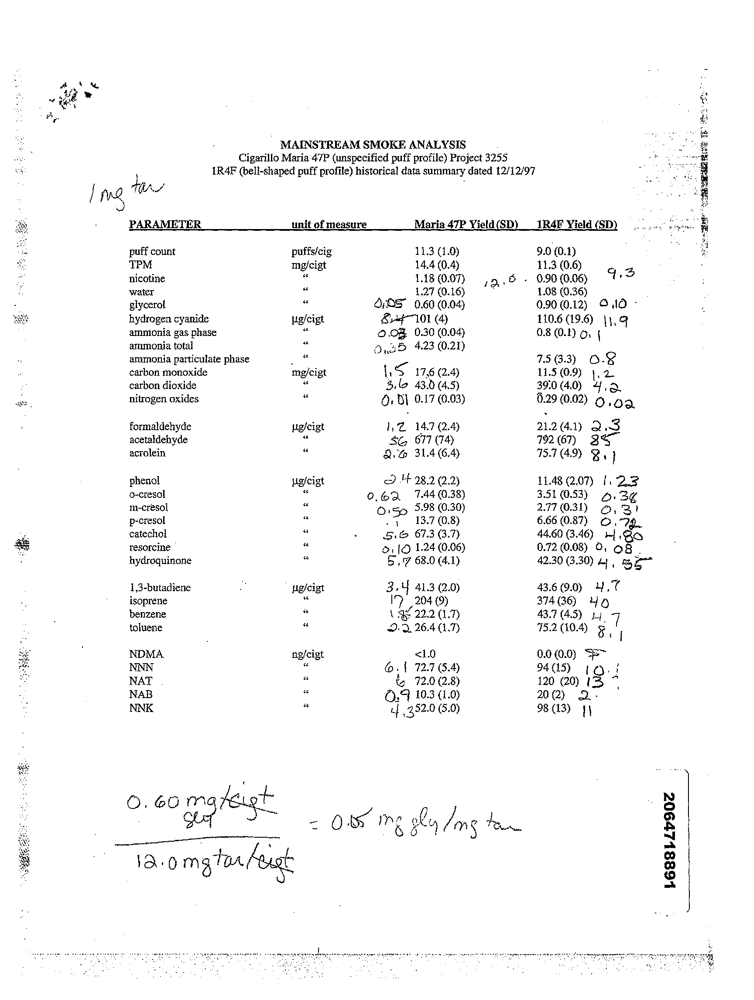 MAINSTREAM SMOKE ANALYSIS
Cigarillo Maria 47P (unspecified puff profile) Project 3255
1R4F (bell-shaped puff profile) historical data summary dated 12/12/97
1 mg tar
PARAMETER unit of measure Maria 47P Yield (SD) 1R4F Yield (SD)
puff count puffs/cig 11.3 (1.0) 9.0 (0.1)
TPM mg/cigt 14.4 (0.4) 11.3 (0.6)
nicotine “ 1.18 (0.07) 12.0 0.90 (0.06) 9.3
water “ 1.27 (0.16) 1.08 (0.36)
glycerol “ 0.05 0.60 (0.04) 0.90 (0.12) 0.10
hydrogen cyanide µg/cigt 8.4 101 (4) 110.6 (19.6) 11.9
ammonia gas phase “ 0.03 0.30 (0.04) 0.8 (0.1) 0.1
ammonia total “ 0.35 4.23 (0.21)
ammonia particulate phase “ 7.5 (3.3) 0.8
carbon monoxide mg/cigt 1.5 17.6 (2.4) 11.5 (0.9) 1.2
carbon dioxide “ 3.6 43.0 (4.5) 39.0 (4.0) 4.2
nitrogen oxides “ 0.01 0.17 (0.03) 0.29 (0.02) 0.02
formaldehyde µg/cigt 1.2 14.7 (2.4) 21.2 (4.1) 2.3
acetaldehyde “ 56 677 (74) 792 (67) 85
acrolein “ 2.6 31.4 (6.4) 75.7 (4.9) 8.1
phenol µg/cigt 2.4 28.2 (2.2) 11.48 (2.07) 1.23
o-cresol “ 0.62 7.44 (0.38) 3.51 (0.53) 0.38
m-cresol “ 0.50 5.98 (0.30) 2.77 (0.31) 0.3
p-cresol “ 13.7 (0.8) 6.66 (0.87) 0.72
catechol “ 5.6 67.3 (3.7) 44.60 (3.46) 4.80
resorcine “ 0.10 1.24 (0.06) 0.72 (0.08) 0.08
hydroquinone “ 5.7 68.0 (4.1) 42.30 (3.30) 4.55
1,3-butadiene µg/cigt 3.4 41.3 (2.0) 43.6 (9.0) 4.7
isoprene “ 17 204 (9) 374 (36) 40
benzene “ 22.2 (1.7) 43.7 (4.5) 4.7
toluene “ 2.2 26.4 (1.7) 75.2 (10.4) 8.1
NDMA ng/cigt <1.0 0.0 (0.0)
NNN “ 6.1 72.7 (5.4) 94 (15) 10.1
NAT “ 6 72.0 (2.8) 120 (20) 13
NAB “ 0.9 10.3 (1.0) 20 (2) 2.
NNK “ 4.3 52.0 (5.0) 98 (13) 11
0.60 mg/cigt
gly
= 0.05 mg gly/mg tar
12.0 mg tar/cigt
2064718891